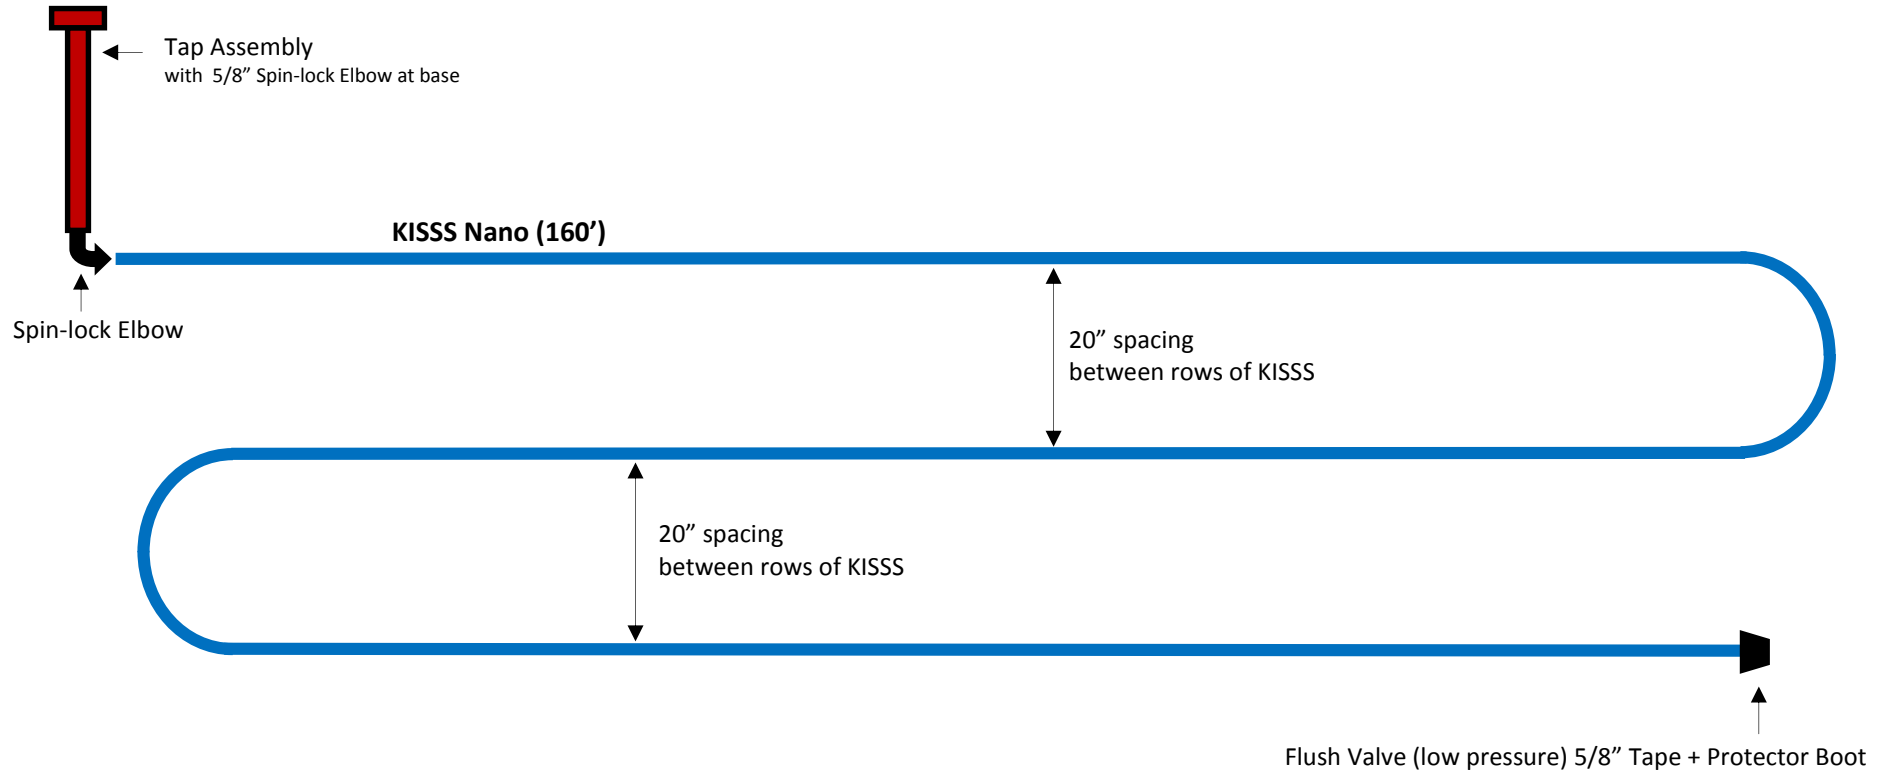 Tap Assembly
with  5/8” Spin-lock Elbow at base
KISSS Nano (160’)
Spin-lock Elbow
20” spacing
between rows of KISSS
20” spacing
between rows of KISSS
Flush Valve (low pressure) 5/8” Tape + Protector Boot